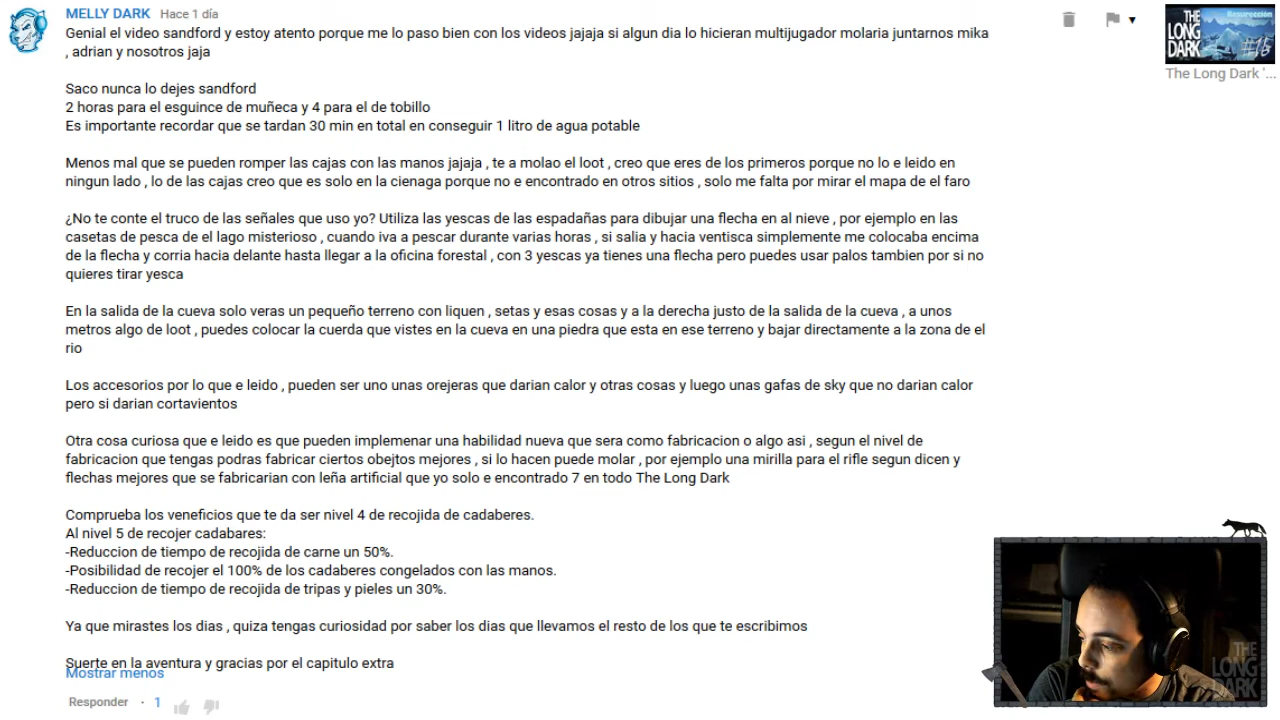 MELLY DARK Hace 1 día
Genial el video sandford y estoy atento porque me lo paso bien con los videos jajaja si algun dia lo hicieran multijugador molaria juntarnos mika
, adrian y nosotros jaja
Saco nunca lo dejes sandford
2 horas para el esguince de muñeca y 4 para el de tobillo
Es importante recordar que se tardan 30 min en total en conseguir 1 litro de agua potable
Menos mal que se pueden romper las cajas con las manos jajaja , te a molao el loot , creo que eres de los primeros porque no lo e leido en
ningun lado , lo de las cajas creo que es solo en la cienaga porque no e encontrado en otros sitios , solo me falta por mirar el mapa de el faro
¿No te conte el truco de las señales que uso yo? Utiliza las yescas de las espadañas para dibujar una flecha en al nieve , por ejemplo en las
casetas de pesca de el lago misterioso , cuando iva a pescar durante varias horas , si salia y hacia ventisca simplemente me colocaba encima
de la flecha y corria hacia delante hasta llegar a la oficina forestal , con 3 yescas ya tienes una flecha pero puedes usar palos tambien por si no
quieres tirar yesca
En la salida de la cueva solo veras un pequeño terreno con liquen , setas y esas cosas y a la derecha justo de la salida de la cueva , a unos
metros algo de loot , puedes colocar la cuerda que vistes en la cueva en una piedra que esta en ese terreno y bajar directamente a la zona de el
rio
Los accesorios por lo que e leido , pueden ser uno unas orejeras que darian calor y otras cosas y luego unas gafas de sky que no darian calor
pero si darian cortavientos
Otra cosa curiosa que e leido es que pueden implemenar una habilidad nueva que sera como fabricacion o algo asi , segun el nivel de
fabricacion que tengas podras fabricar ciertos obejtos mejores , si lo hacen puede molar , por ejemplo una mirilla para el rifle segun dicen y
flechas mejores que se fabricarian con leña artificial que yo solo e encontrado 7 en todo The Long Dark
Comprueba los veneficios que te da ser nivel 4 de recojida de cadaberes.
Al nivel 5 de recojer cadabares:
-Reduccion de tiempo de recojida de carne un 50%.
-Posibilidad de recojer el 100% de los cadaberes congelados con las manos.
-Reduccion de tiempo de recojida de tripas y pieles un 30%.
Ya que mirastes los dias , quiza tengas curiosidad por saber los dias que llevamos el resto de los que te escribimos
Suerte en la aventura y gracias por el capitulo extra
Mostrar menos
Responder · 1
THE
LONG
DARK
Resurrección
#16
The Long Dark '...
THE
LONG
DARK